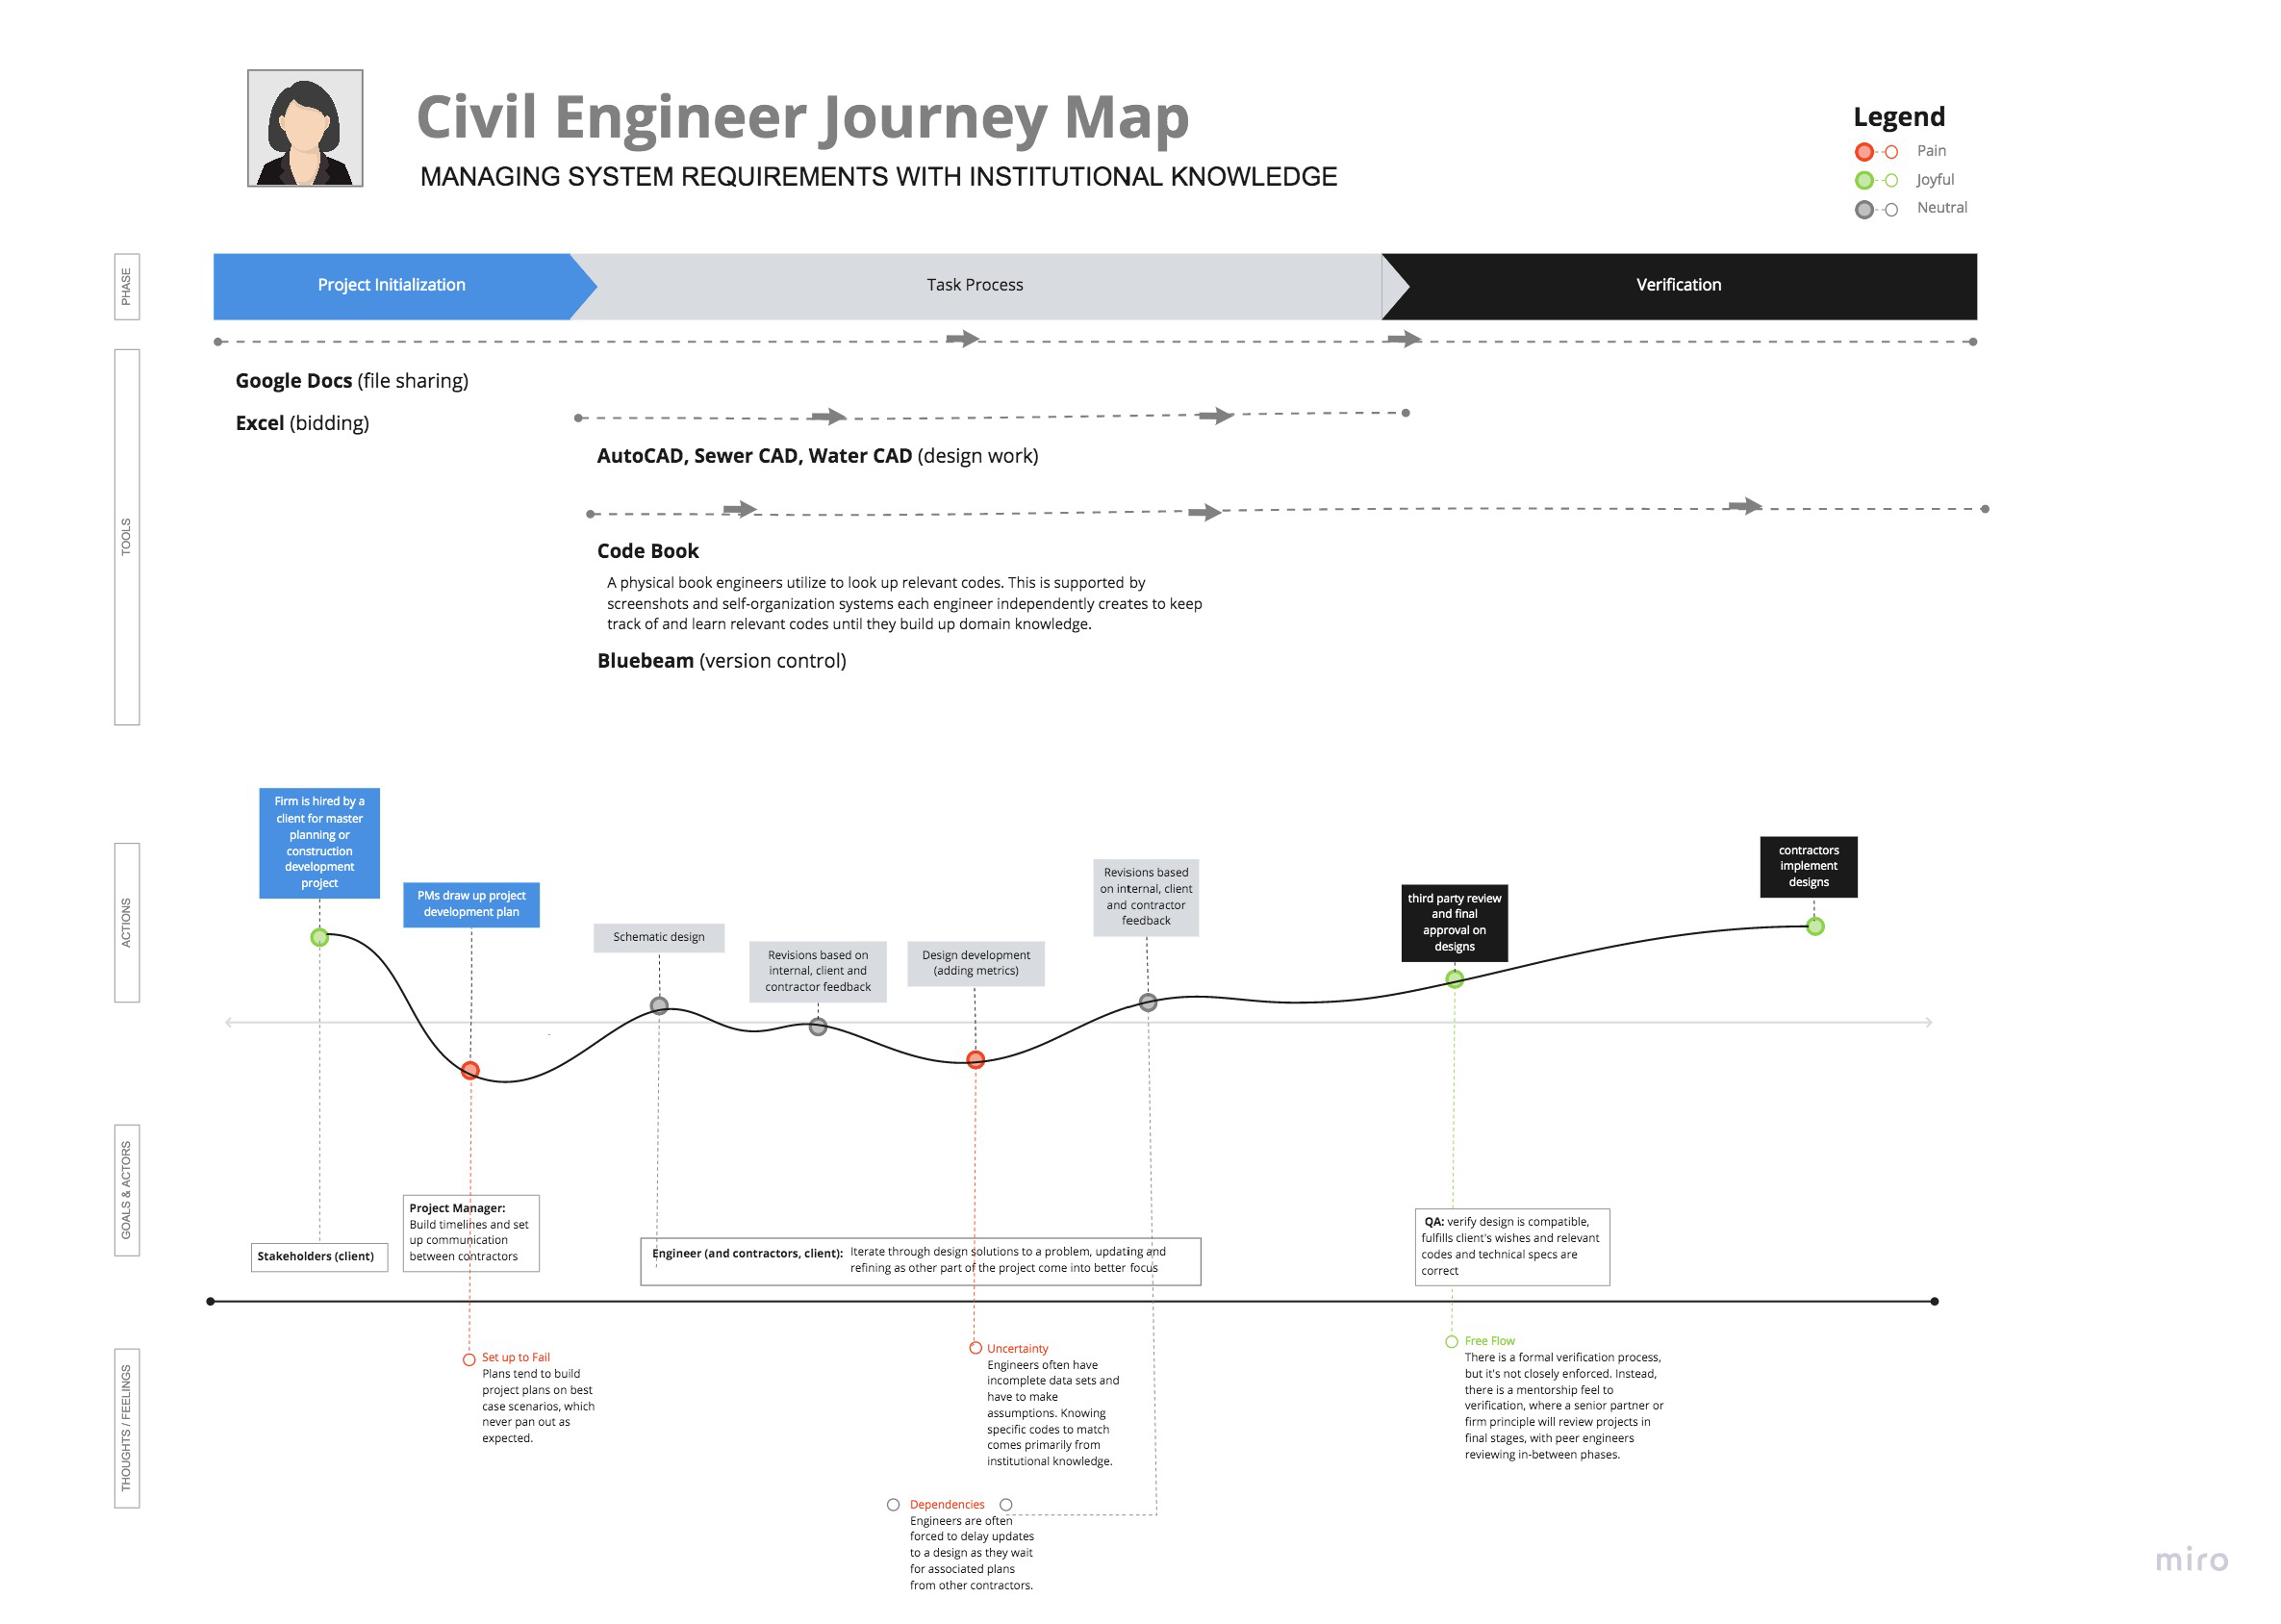 Civil Engineer Journey Map
MANAGING SYSTEM REQUIREMENTS WITH INSTITUTIONAL KNOWLEDGE
Legend
Pain
Joyful
Neutral
PHASE
Project Initialization
Task Process
Verification
TOOLS
Google Docs (file sharing)
Excel (bidding)
AutoCAD, Sewer CAD, Water CAD (design work)
Code Book
A physical book engineers utilize to look up relevant codes. This is supported by
screenshots and self-organization systems each engineer independently creates to keep
track of and learn relevant codes until they build up domain knowledge.
Bluebeam (version control)
ACTIONS
Firm is hired by a
client for master
planning or
construction
development
project
PMs draw up project
development plan
Schematic design
Revisions based on
internal, client and
contractor feedback
Design development
(adding metrics)
Revisions based
on internal, client
and contractor
feedback
third party review
and final
approval on
designs
contractors
implement
designs
GOALS & ACTORS
Stakeholders (client)
Project Manager:
Build timelines and set
up communication
between contractors
Engineer (and contractors, client): Iterate through design solutions to a problem, updating and
refining as other part of the project come into better focus
QA: verify design is compatible,
fulfills client's wishes and relevant
codes and technical specs are
correct
THOUGHTS / FEELINGS
Set up to Fail
Plans tend to build
project plans on best
case scenarios, which
never pan out as
expected.
Uncertainty
Engineers often have
incomplete data sets and
have to make
assumptions. Knowing
specific codes to match
comes primarily from
institutional knowledge.
Dependencies
Engineers are often
forced to delay updates
to a design as they wait
for associated plans
from other contractors.
Free Flow
There is a formal verification process,
but it's not closely enforced. Instead,
there is a mentorship feel to
verification, where a senior partner or
firm principle will review projects in
final stages, with peer engineers
reviewing in-between phases.
miro